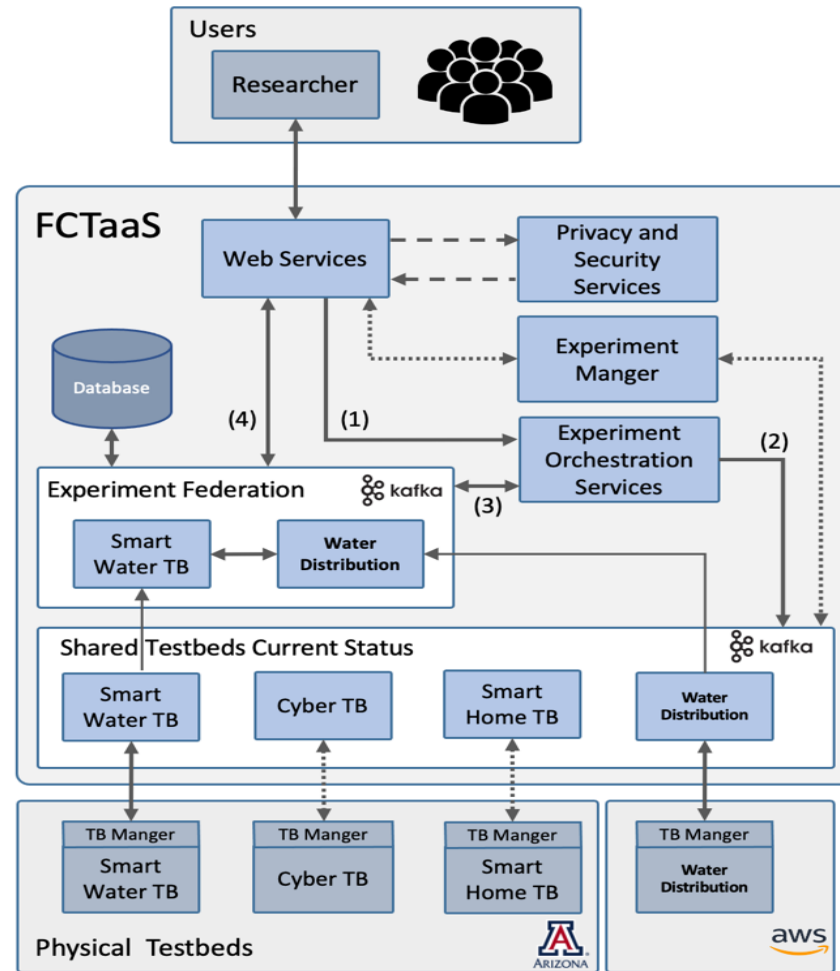 Users
Researcher
FCTaaS
Web Services
Privacy and
Security
Services
Experiment
Manger
Database
(4)
(1)
Experiment
Orchestration
Services
(2)
Experiment Federation
kafka
(3)
Smart
Water TB
Water
Distribution
Shared Testbeds Current Status
kafka
Smart
Water TB
Cyber TB
Smart
Home TB
Water
Distribution
TB Manger
Smart
Water TB
TB Manger
Cyber TB
TB Manger
Smart
Home TB
TB Manger
Water
Distribution
Physical Testbeds
A
ARIZONA
aws